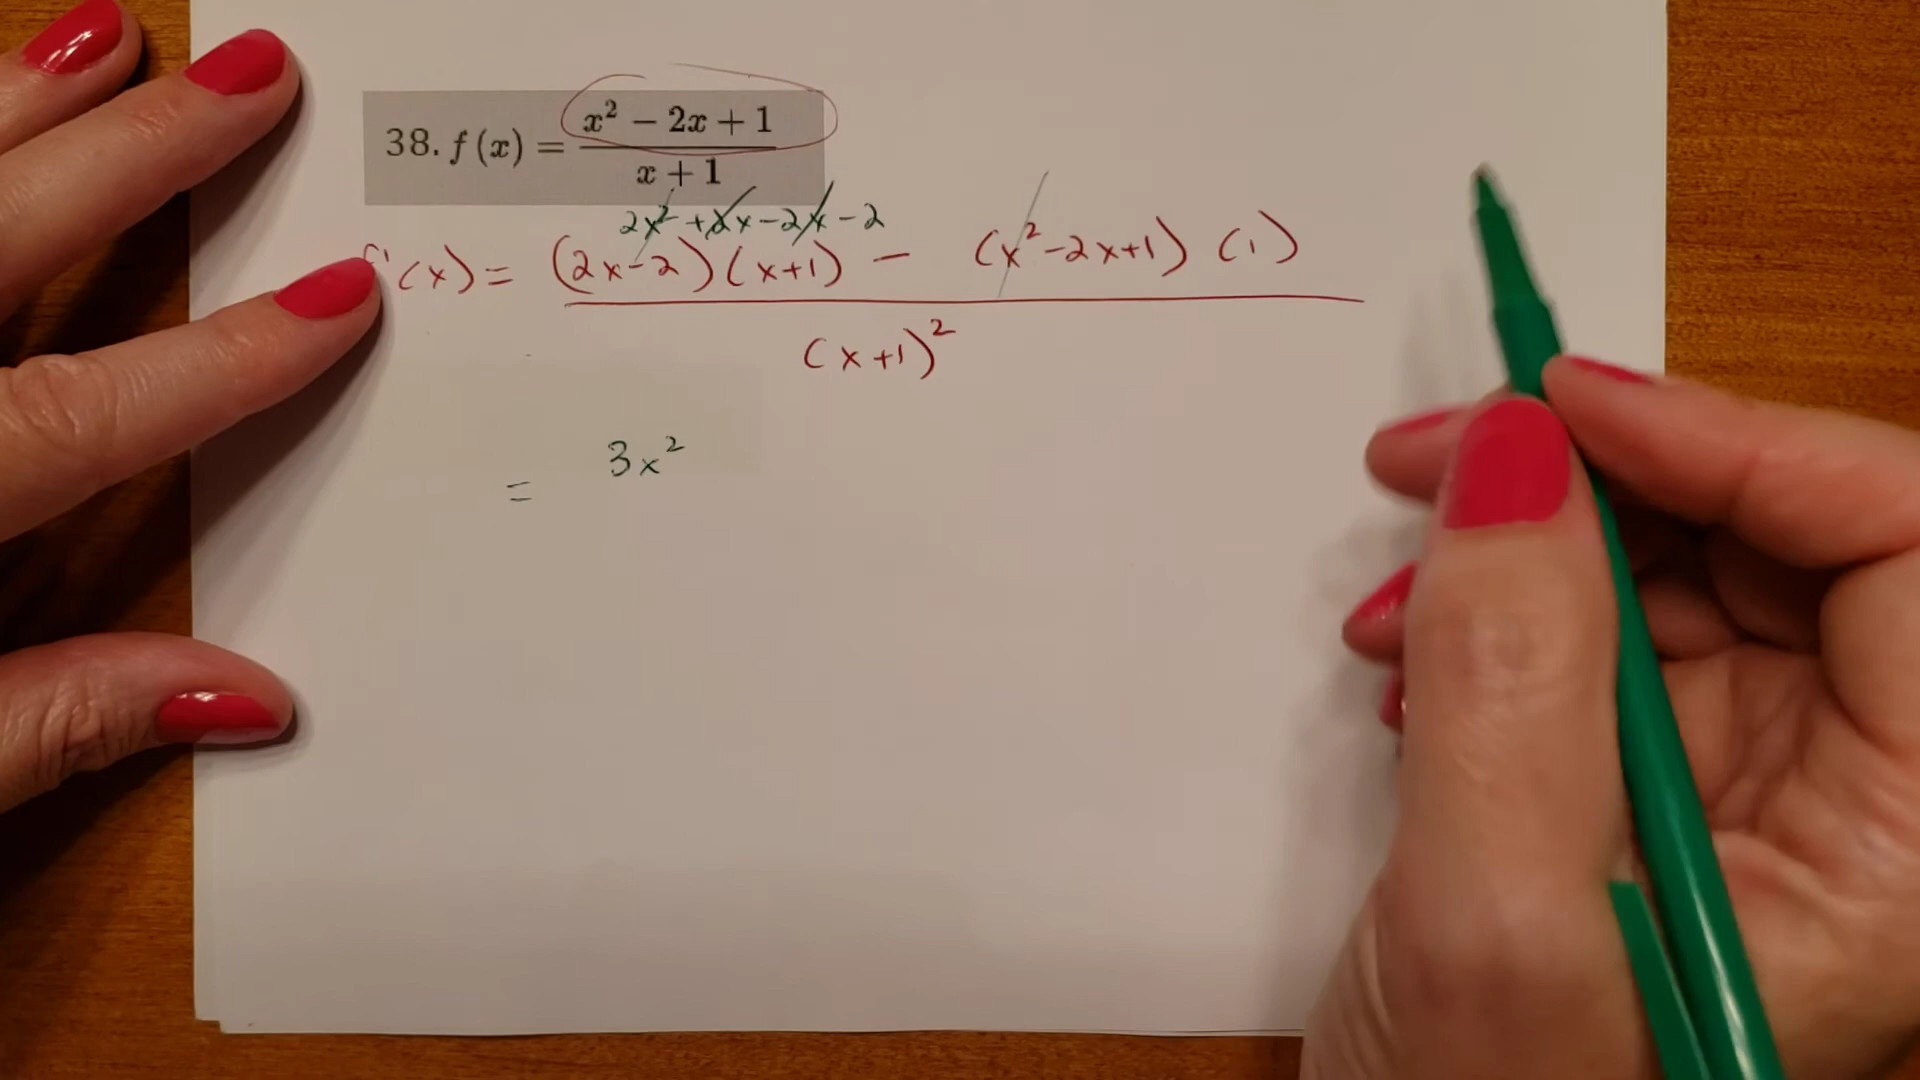 38. f (x) = (x² − 2x + 1)/(x + 1)
2x² + 2x − 2x − 2
f'(x) = ((2x − 2)(x+1) − (x² − 2x + 1)(1))/(x+1)²
= 3x²